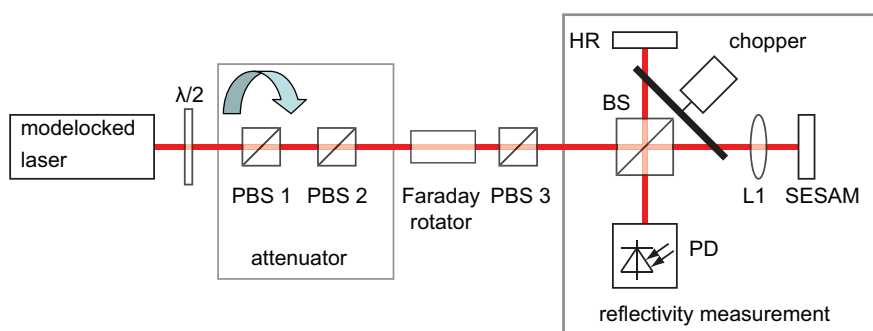 modelocked
laser
λ/2
PBS 1
PBS 2
attenuator
Faraday
rotator
PBS 3
HR
chopper
BS
L1
SESAM
PD
reflectivity measurement